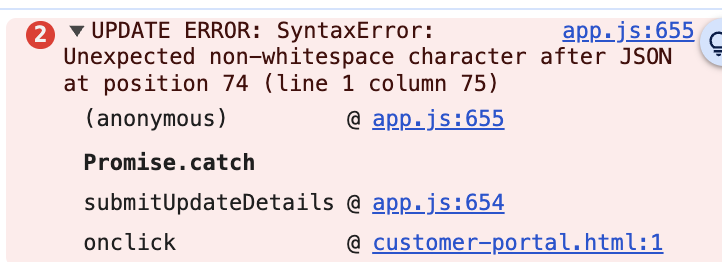 2 ▼ UPDATE ERROR: SyntaxError: app.js:655
Unexpected non-whitespace character after JSON
at position 74 (line 1 column 75)
(anonymous) @ app.js:655
Promise.catch
submitUpdateDetails @ app.js:654
onclick @ customer-portal.html:1